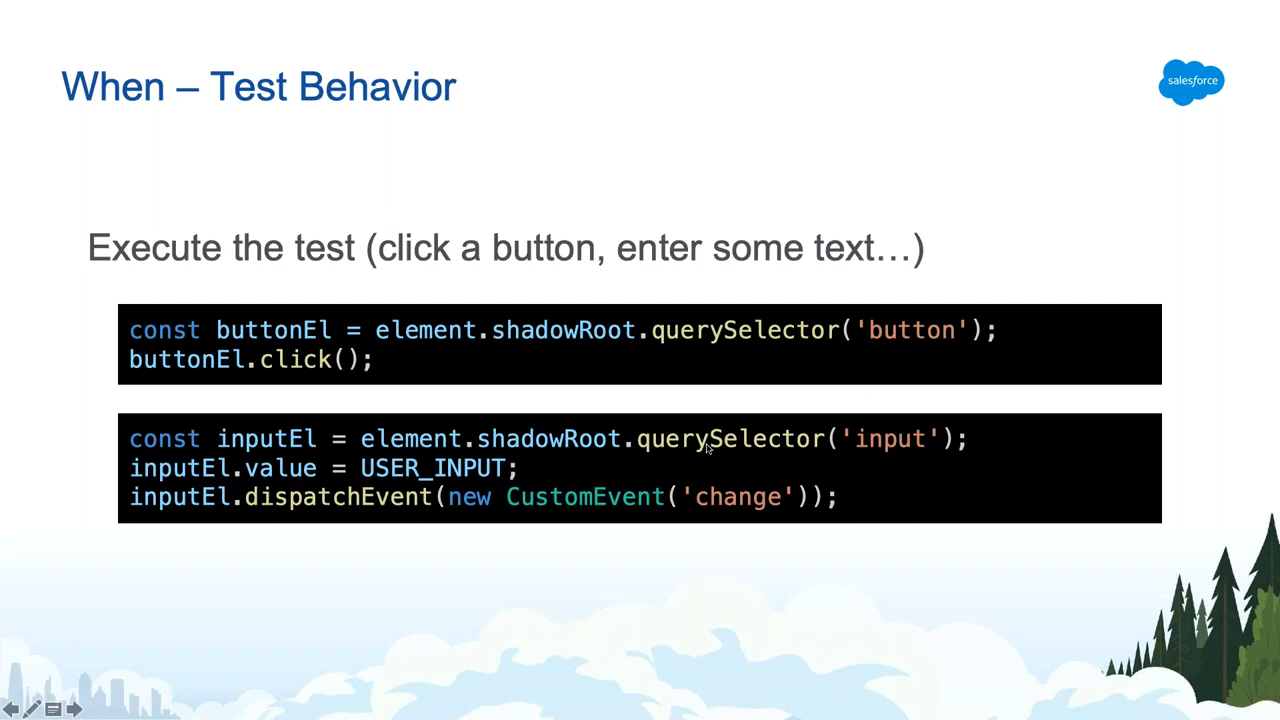 When – Test Behavior
salesforce
Execute the test (click a button, enter some text…)
const buttonEl = element.shadowRoot.querySelector('button');
buttonEl.click();
const inputEl = element.shadowRoot.querySelector('input');
inputEl.value = USER_INPUT;
inputEl.dispatchEvent(new CustomEvent('change'));